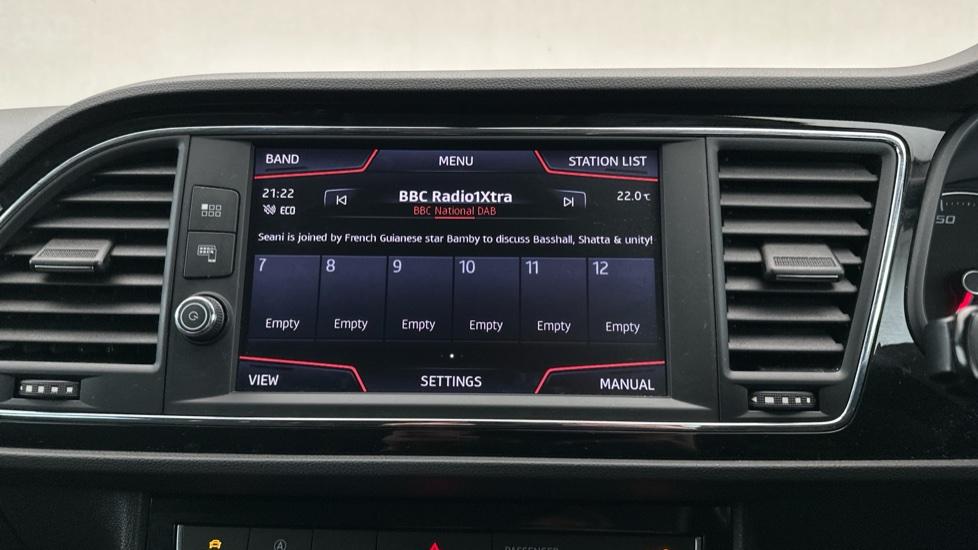 BAND MENU STATION LIST
21:22 BBC Radio1Xtra 22.0 c
ECO BBC National DAB
Seani is joined by French Guianese star Bamby to discuss Basshall, Shatta & unity!
7 8 9 10 11 12
Empty Empty Empty Empty Empty Empty
VIEW SETTINGS MANUAL
50
A
PASSENGER